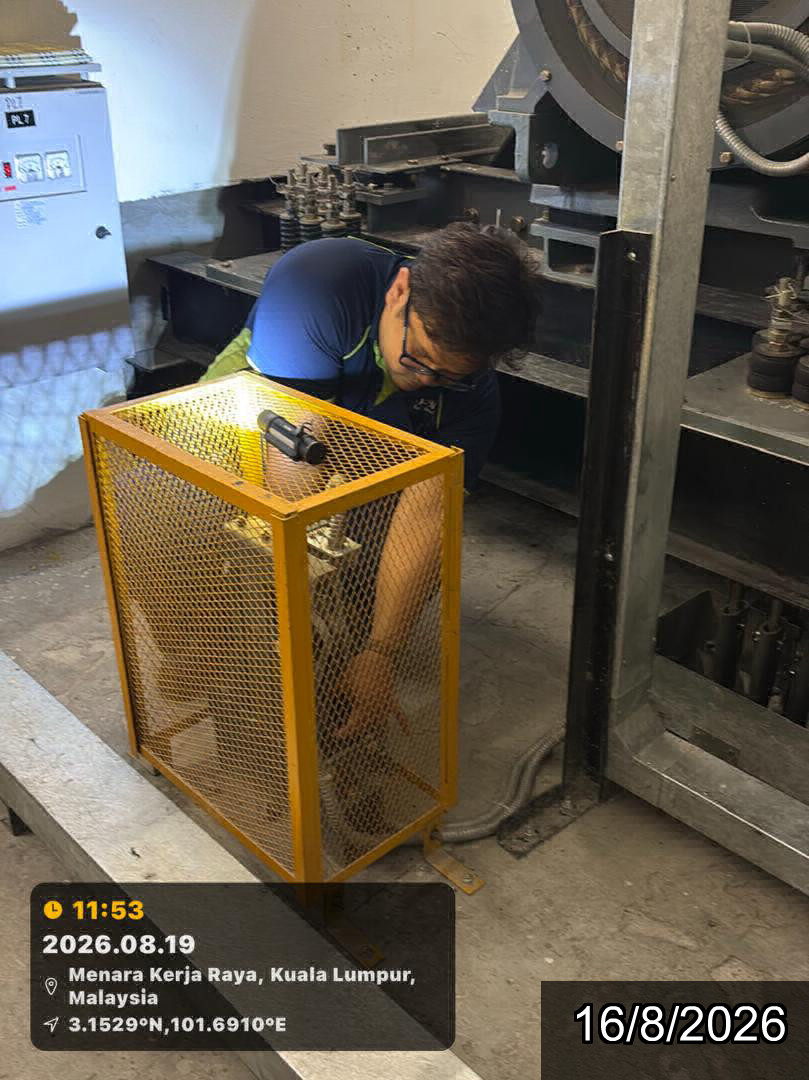 PL7
PL7
11:53
2026.08.19
Menara Kerja Raya, Kuala Lumpur,
Malaysia
3.1529°N,101.6910°E
16/8/2026